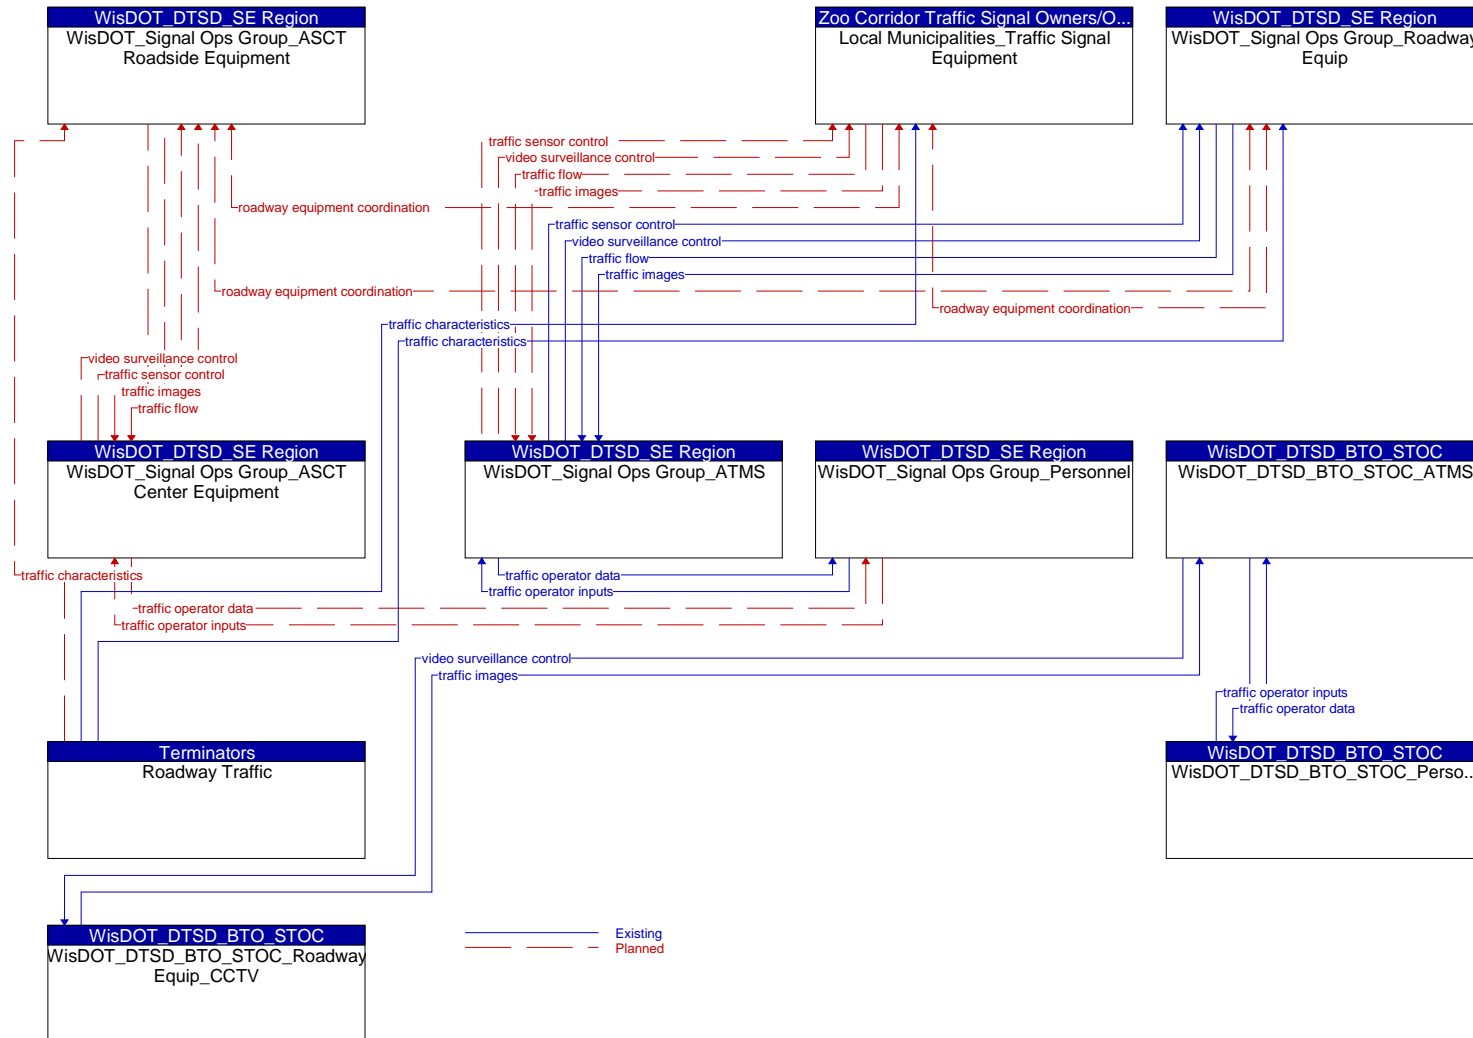 WisDOT_DTSD_SE Region
WisDOT_Signal Ops Group_ASCT
Roadside Equipment
Zoo Corridor Traffic Signal Owners/O...
Local Municipalities_Traffic Signal
Equipment
WisDOT_DTSD_SE Region
WisDOT_Signal Ops Group_Roadway
Equip
traffic sensor control
video surveillance control
traffic flow
traffic images
roadway equipment coordination
traffic sensor control
video surveillance control
traffic flow
traffic images
roadway equipment coordination
roadway equipment coordination
traffic characteristics
traffic characteristics
video surveillance control
traffic sensor control
traffic images
traffic flow
WisDOT_DTSD_SE Region
WisDOT_Signal Ops Group_ASCT
Center Equipment
WisDOT_DTSD_SE Region
WisDOT_Signal Ops Group_ATMS
WisDOT_DTSD_SE Region
WisDOT_Signal Ops Group_Personnel
WisDOT_DTSD_BTO_STOC
WisDOT_DTSD_BTO_STOC_ATMS
traffic characteristics
traffic operator data
traffic operator inputs
traffic operator data
traffic operator inputs
video surveillance control
traffic images
traffic operator inputs
traffic operator data
Terminators
Roadway Traffic
WisDOT_DTSD_BTO_STOC
WisDOT_DTSD_BTO_STOC_Perso..
WisDOT_DTSD_BTO_STOC
WisDOT_DTSD_BTO_STOC_Roadway
Equip_CCTV
Existing
Planned